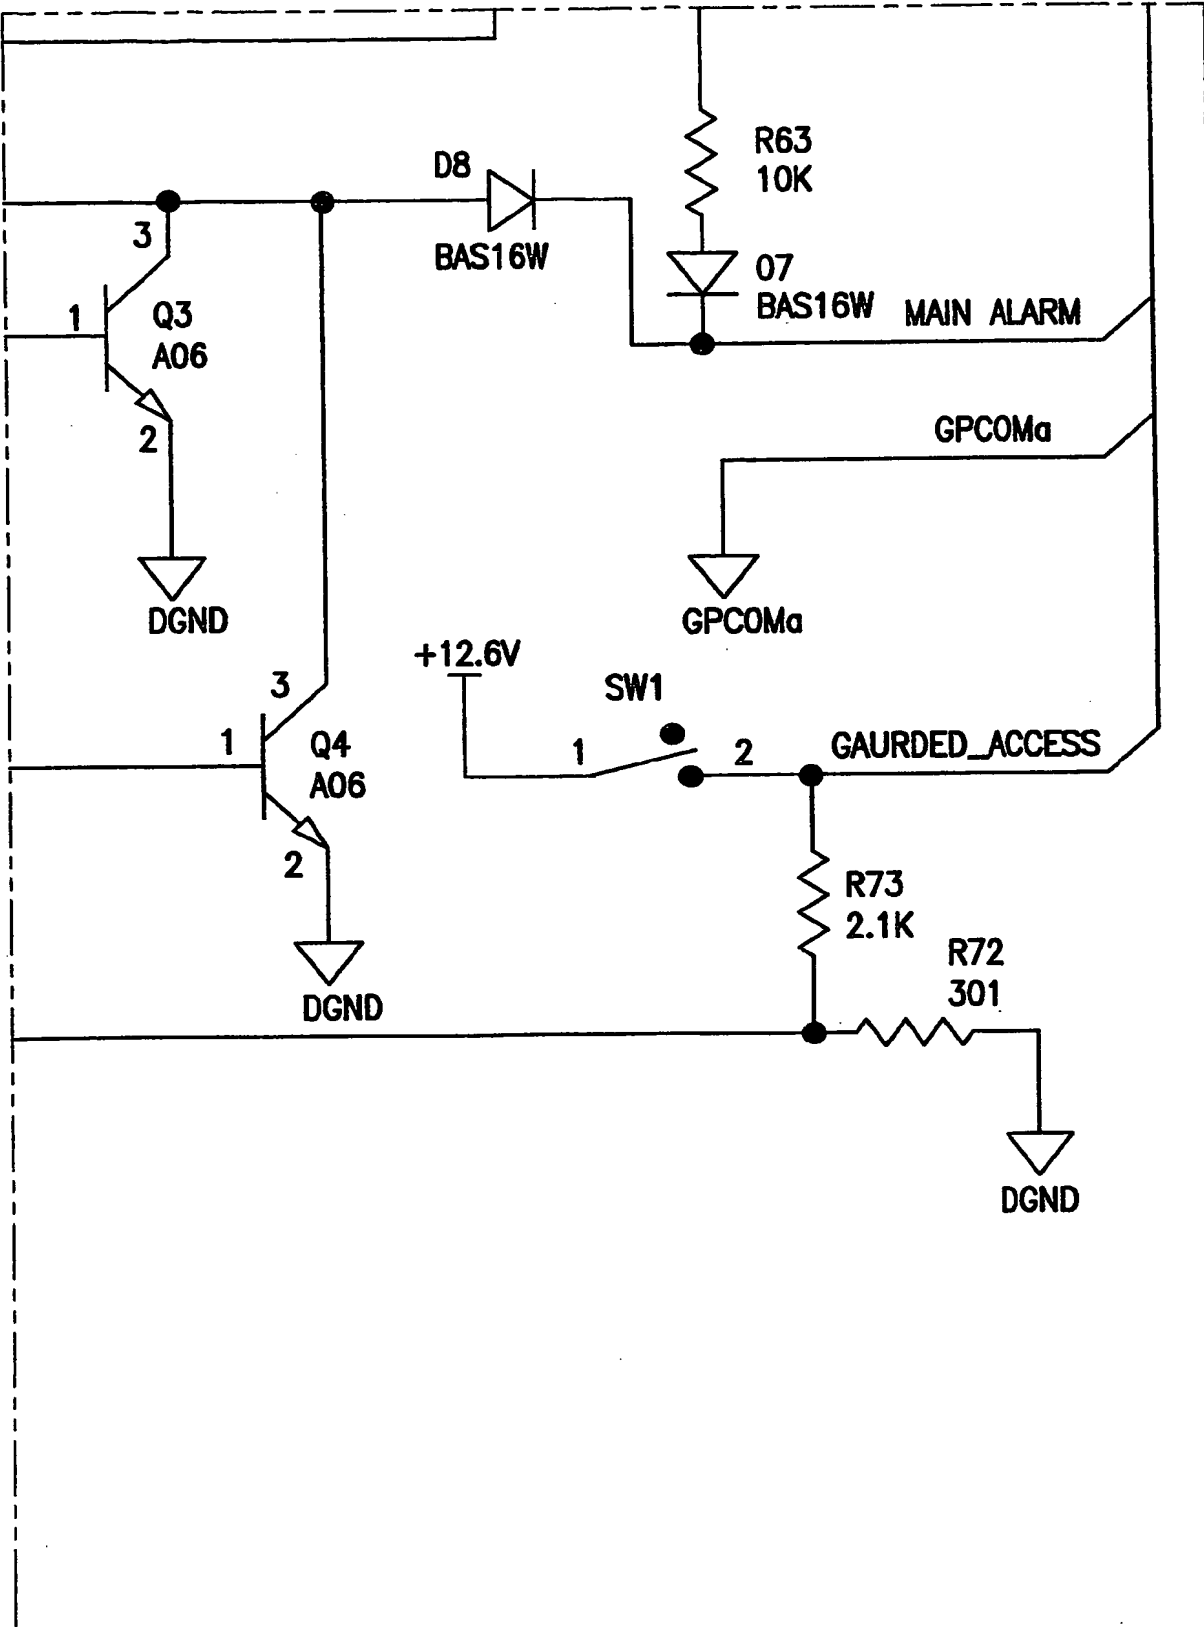 D8
BAS16W
R63
10K
07
BAS16W
MAIN ALARM
3
1
Q3
A06
2
DGND
GPCOMa
GPCOMa
+12.6V
SW1
1
2
GAURDED_ACCESS
3
1
Q4
A06
2
DGND
R73
2.1K
R72
301
DGND